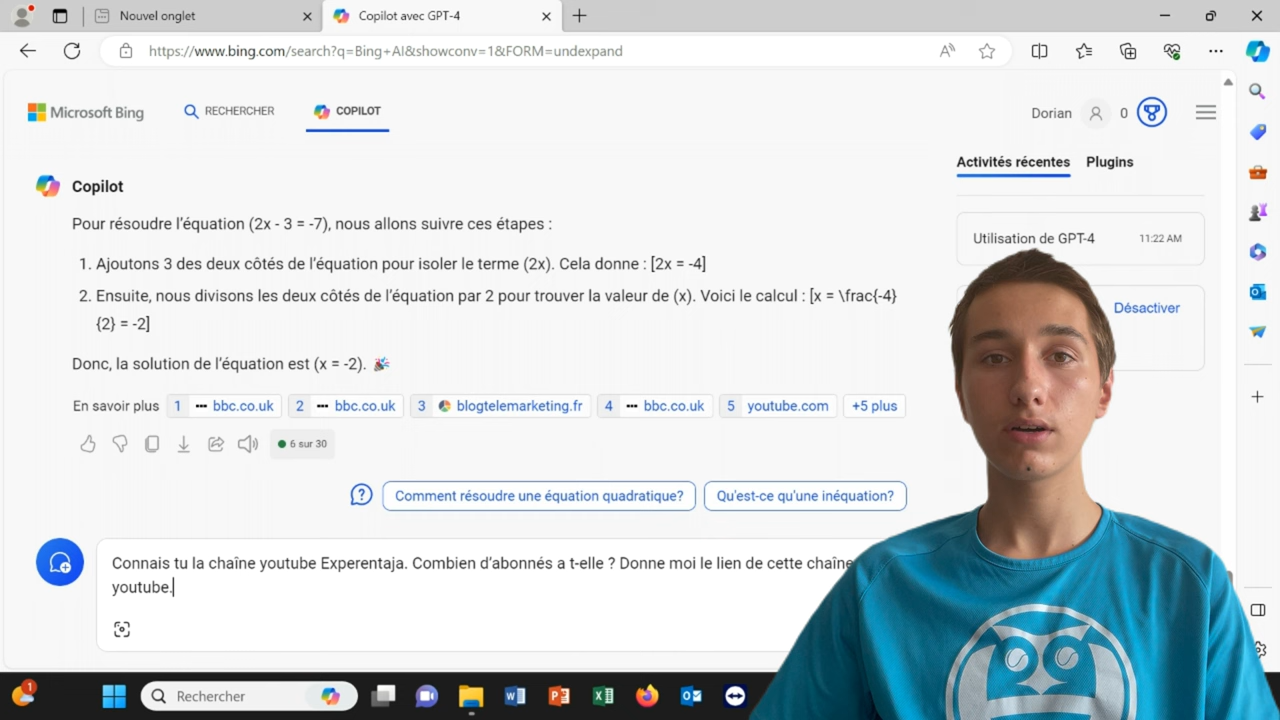 Nouvel onglet
Copilot avec GPT-4
https://www.bing.com/search?q=Bing+AI&showconv=1&FORM=undexpand
Microsoft Bing
RECHERCHER
COPILOT
Dorian
0
Activités récentes
Plugins
Copilot
Pour résoudre l'équation (2x - 3 = -7), nous allons suivre ces étapes :
1. Ajoutons 3 des deux côtés de l'équation pour isoler le terme (2x). Cela donne : [2x = -4]
2. Ensuite, nous divisons les deux côtés de l'équation par 2 pour trouver la valeur de (x). Voici le calcul : [x = \frac{-4}
{2} = -2]
Donc, la solution de l'équation est (x = -2).
En savoir plus 1 bbc.co.uk 2 bbc.co.uk 3 blogtelemarketing.fr 4 bbc.co.uk 5 youtube.com +5 plus
6 sur 30
Utilisation de GPT-4 11:22 AM
Désactiver
Comment résoudre une équation quadratique? Qu'est-ce qu'une inéquation?
Connais tu la chaîne youtube Experentaja. Combien d'abonnés a t-elle ? Donne moi le lien de cette chaîne
youtube.
1
Rechercher